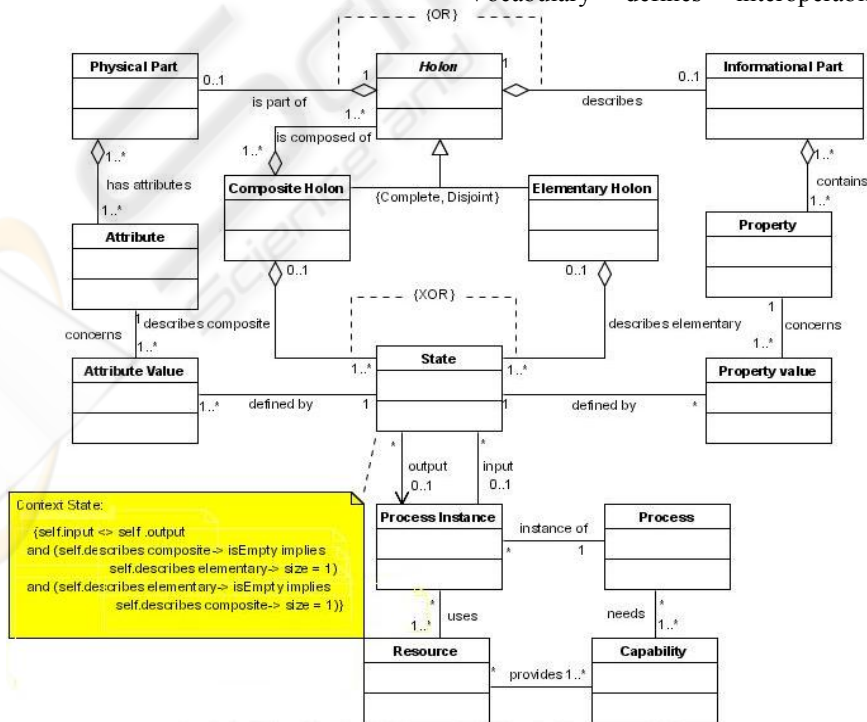 Vocabulary defines
{OR}
Physical Part
Holon
Informational Part
0..1
1
1
0..1
is part of
describes
1..*
is composed of
1..*
1..*
1..*
has attributes
Composite Holon
Elementary Holon
contains
{Complete, Disjoint}
1..*
1..*
Attribute
Property
0..1
0..1
{XOR}
1
describes composite
describes elementary
1
concerns
concerns
1..*
1..*
1..*
1..*
Attribute Value
State
Property value
1..*
defined by
1
1
defined by
*
*
*
output
input
0..1
0..1
Context State:
{self.input <> self .output
and (self.describes composite-> isEmpty implies
self.describes elementary-> size = 1)
and (self.describes elementary-> isEmpty implies
self.describes composite-> size = 1)}
Process Instance
instance of
Process
*
1
*
*
uses
needs
1..*
1..*
Resource
Capability
*
provides 1..*